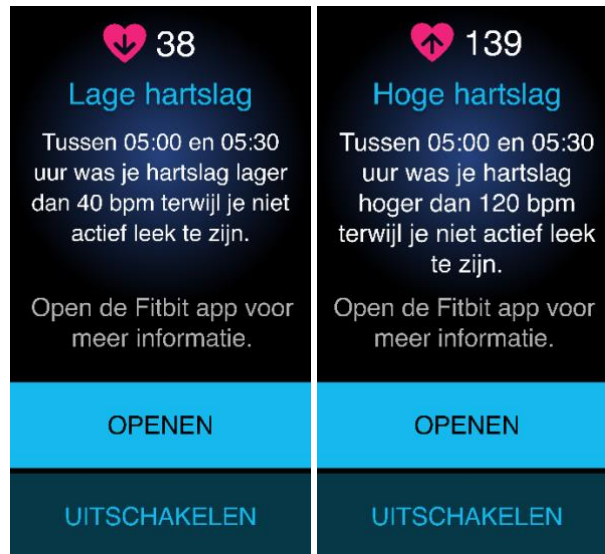 38
Lage hartslag
Tussen 05:00 en 05:30
uur was je hartslag lager
dan 40 bpm terwijl je niet
actief leek te zijn.
Open de Fitbit app voor
meer informatie.
OPENEN
UITSCHAKELEN
139
Hoge hartslag
Tussen 05:00 en 05:30
uur was je hartslag
hoger dan 120 bpm
terwijl je niet actief leek
te zijn.
Open de Fitbit app voor
meer informatie.
OPENEN
UITSCHAKELEN